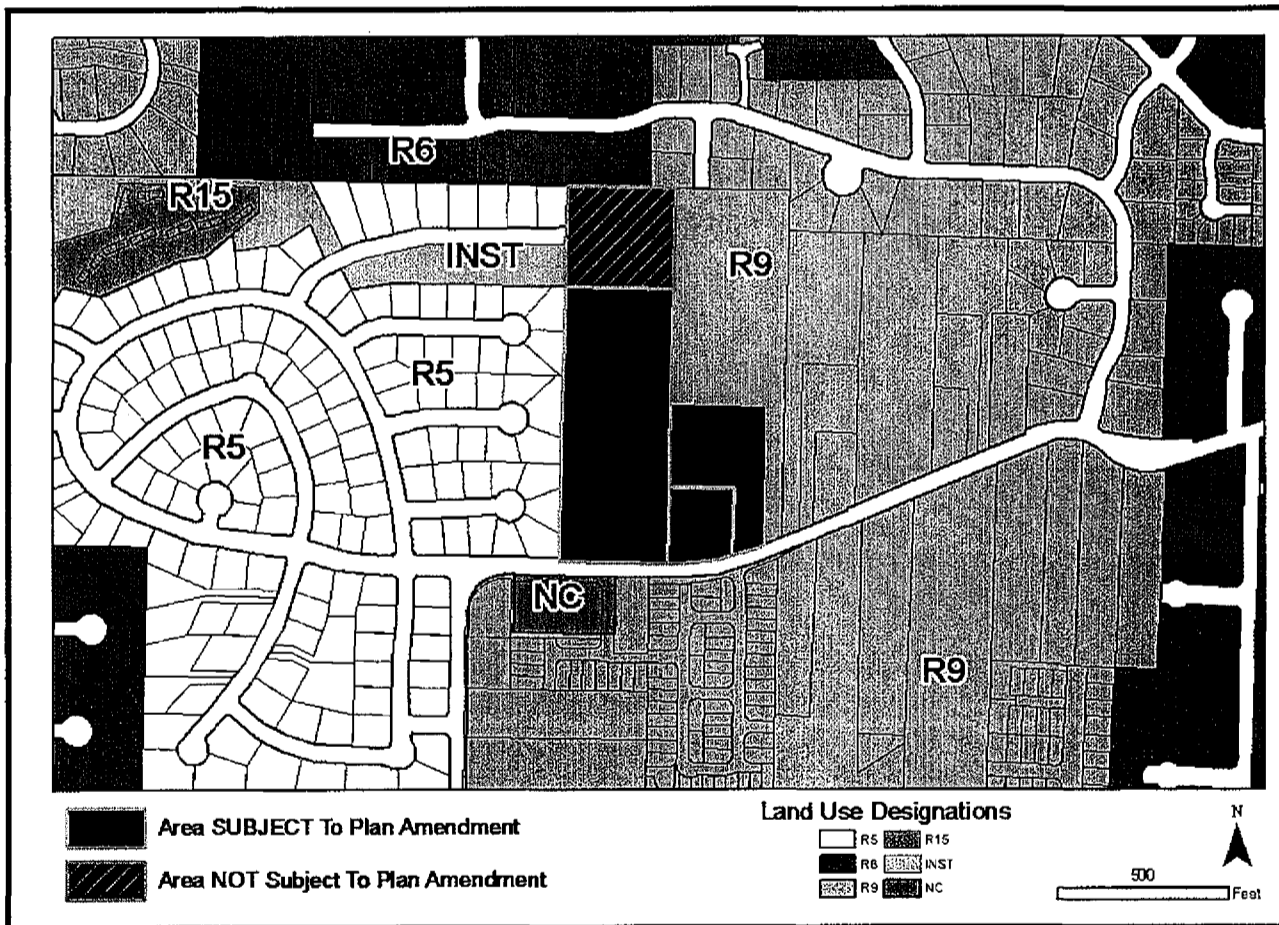 R6
R15
INST
R9
R5
R5
NC
R9
Area SUBJECT To Plan Amendment
Area NOT Subject To Plan Amendment
Land Use Designations
R5 R15
R6 INST
R9 NC
N
500
Feet